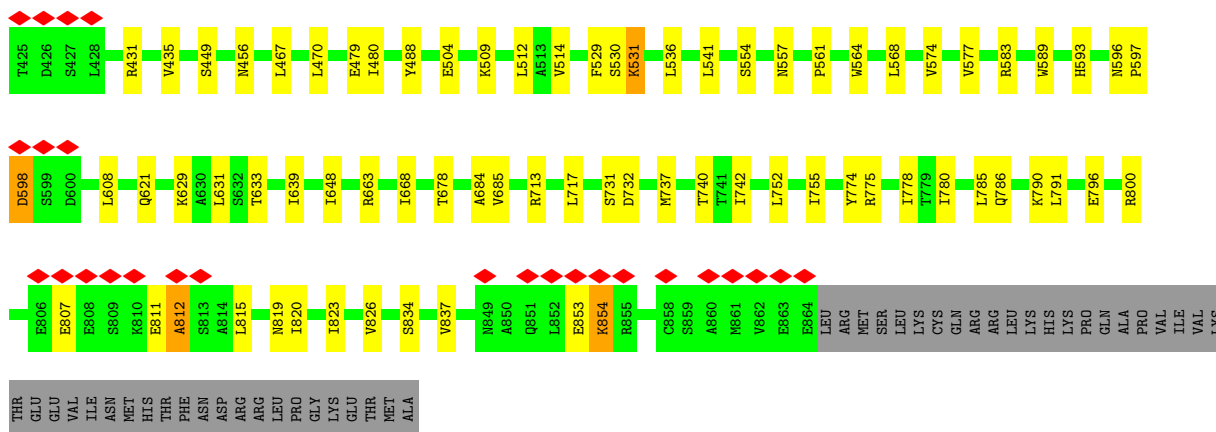 T425 D426 S427 L428 R431 V435 S449 N456 L467 L470 E479 I480 Y488 E504 K509 L512 A513 V514 F529 S530 K531 L536 L541 S554 N557 P561 W564 L568 V574 V577 R583 W589 H593 N596 P597
D598 S599 D600 L608 Q621 K629 A630 L631 S632 T633 I639 I648 R663 I668 T678 A684 V685 R713 L717 S731 D732 M737 T740 T741 I742 L752 I755 Y774 R775 I778 T779 I780 L785 Q786 K790 L791 E796 R800
E806 E807 E808 S809 K810 E811 A812 S813 A814 L815 N819 I820 I823 V826 S834 V837 N849 A850 Q851 L852 E853 K854 R855 C858 S859 A860 M861 V862 E863 E864 LEU ARG MET SER LEU LYS CYS GLN ARG ARG LEU LYS HIS LYS PRO GLN ALA PRO VAL ILE VAL LYS
THR GLU GLU VAL ILE ASN MET HIS THR PHE ASN ASP ARG ARG LEU PRO GLY LYS GLU THR MET ALA